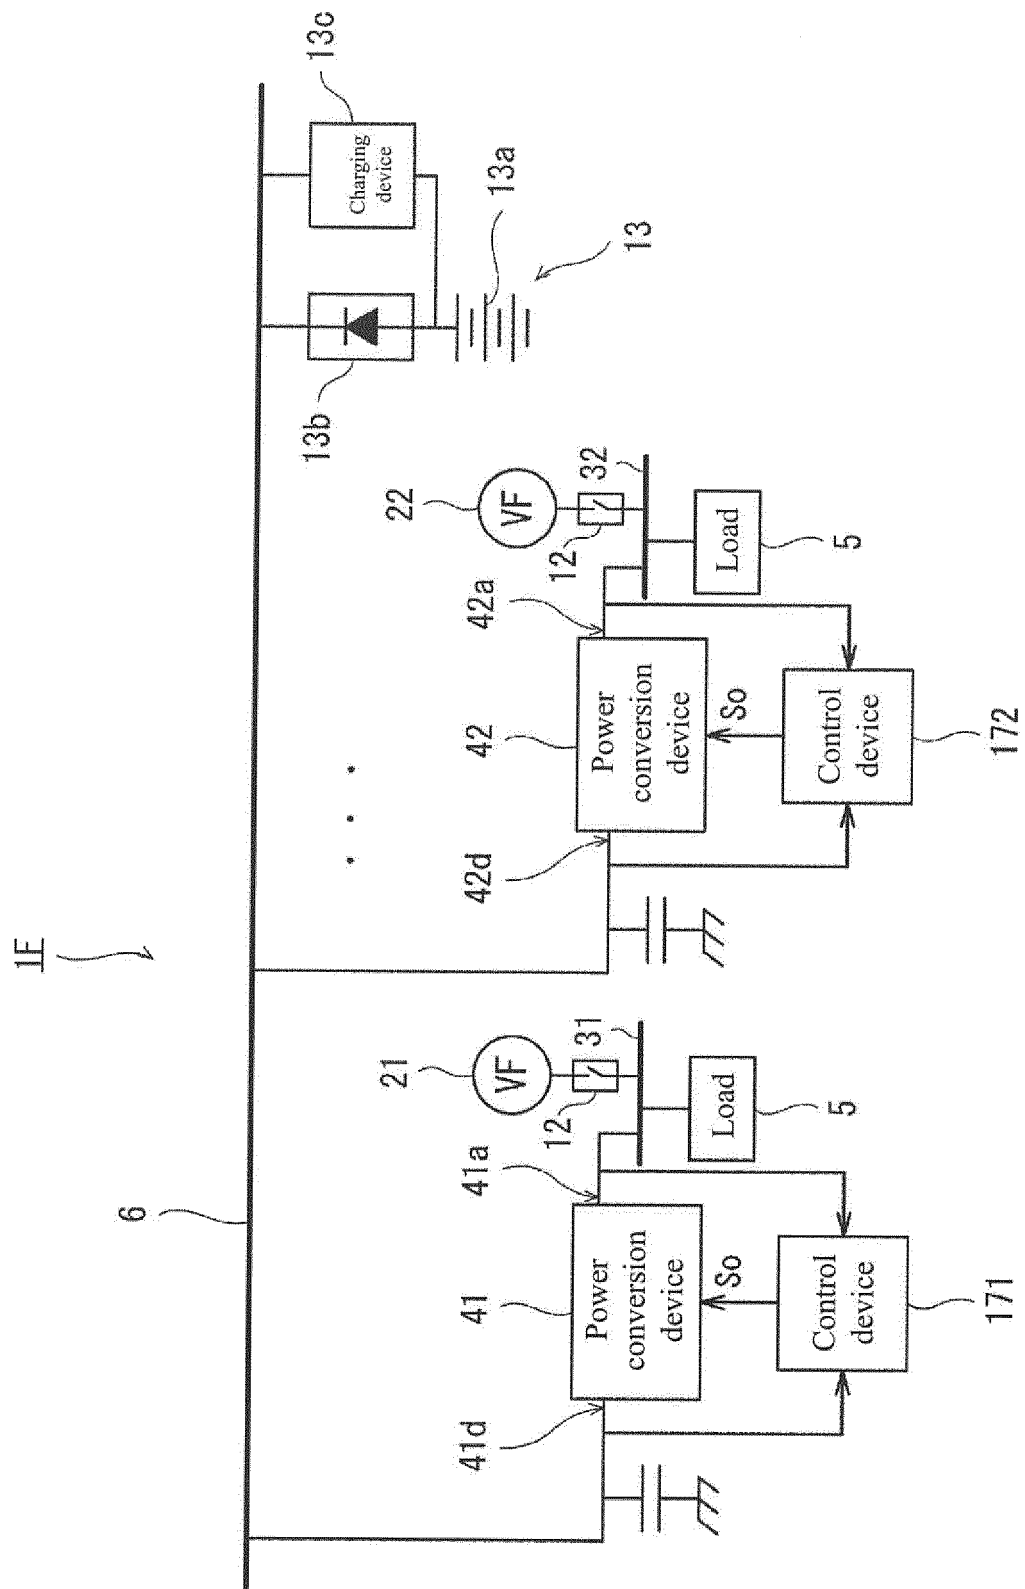 1F
6
13c
Charging
device
13b
13a
13
41d
41
41a
21
VF
12
31
Power
conversion
device
Load
5
So
Control
device
171
42d
42
42a
22
VF
12
32
Power
conversion
device
Load
5
So
Control
device
172